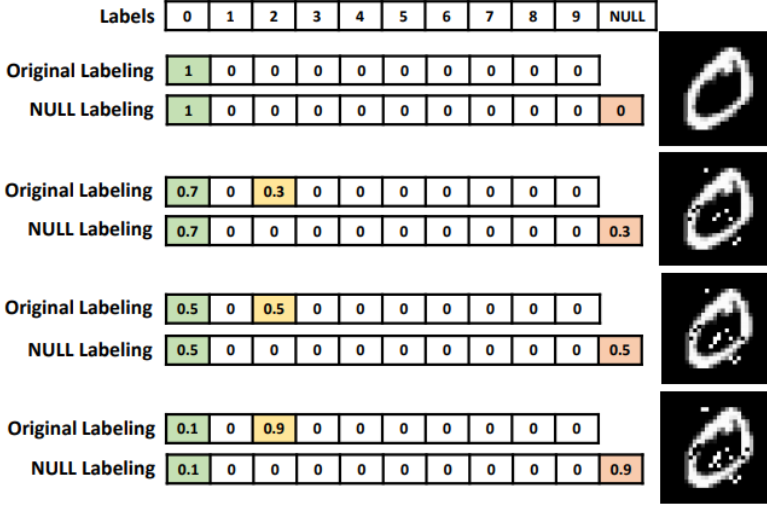 Labels 0 1 2 3 4 5 6 7 8 9 NULL
Original Labeling 1 0 0 0 0 0 0 0 0 0
NULL Labeling 1 0 0 0 0 0 0 0 0 0 0
Original Labeling 0.7 0 0.3 0 0 0 0 0 0 0
NULL Labeling 0.7 0 0 0 0 0 0 0 0 0 0.3
Original Labeling 0.5 0 0.5 0 0 0 0 0 0 0
NULL Labeling 0.5 0 0 0 0 0 0 0 0 0 0.5
Original Labeling 0.1 0 0.9 0 0 0 0 0 0 0
NULL Labeling 0.1 0 0 0 0 0 0 0 0 0 0.9